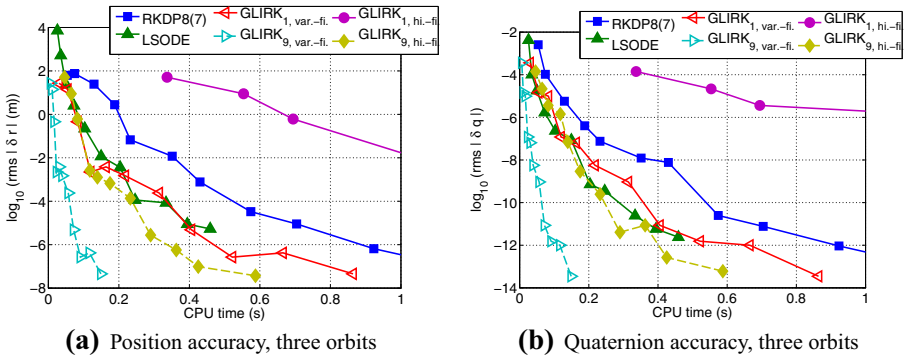 RKDP8(7)
LSODE
GLIRK1, var.–fi.
GLIRK9, var.–fi.
GLIRK1, hi.–fi.
GLIRK9, hi.–fi.
6
4
2
0
−2
−4
−6
−8
log10 (rms | δ r | (m)
0
0.2
0.4
0.6
0.8
1
CPU time (s)
(a) Position accuracy, three orbits
RKDP8(7)
LSODE
GLIRK1, var.–fi.
GLIRK9, var.–fi.
GLIRK1, hi.–fi.
GLIRK9, hi.–fi.
−2
−4
−6
−8
−10
−12
−14
log10 (rms | δ q |)
0
0.2
0.4
0.6
0.8
1
CPU time (s)
(b) Quaternion accuracy, three orbits